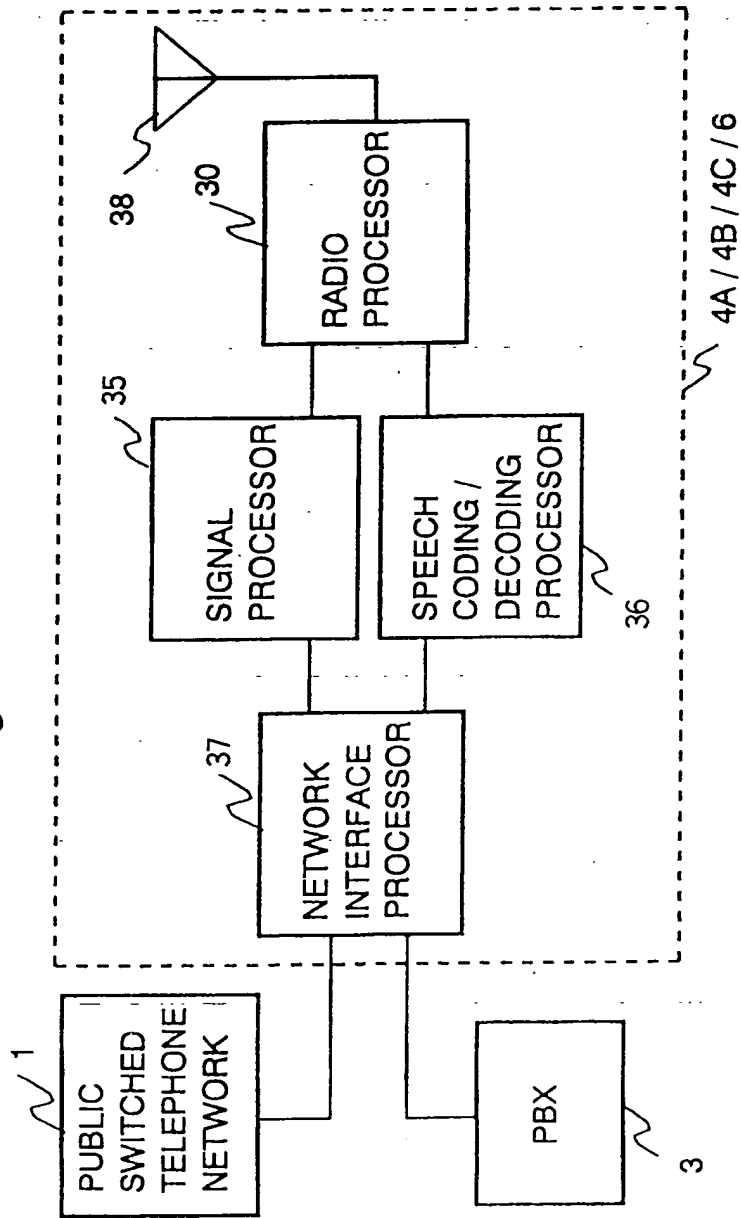 38
30
RADIO
PROCESSOR
35
SIGNAL
PROCESSOR
SPEECH
CODING /
DECODING
PROCESSOR
36
37
NETWORK
INTERFACE
PROCESSOR
4A / 4B / 4C / 6
1
PUBLIC
SWITCHED
TELEPHONE
NETWORK
PBX
3